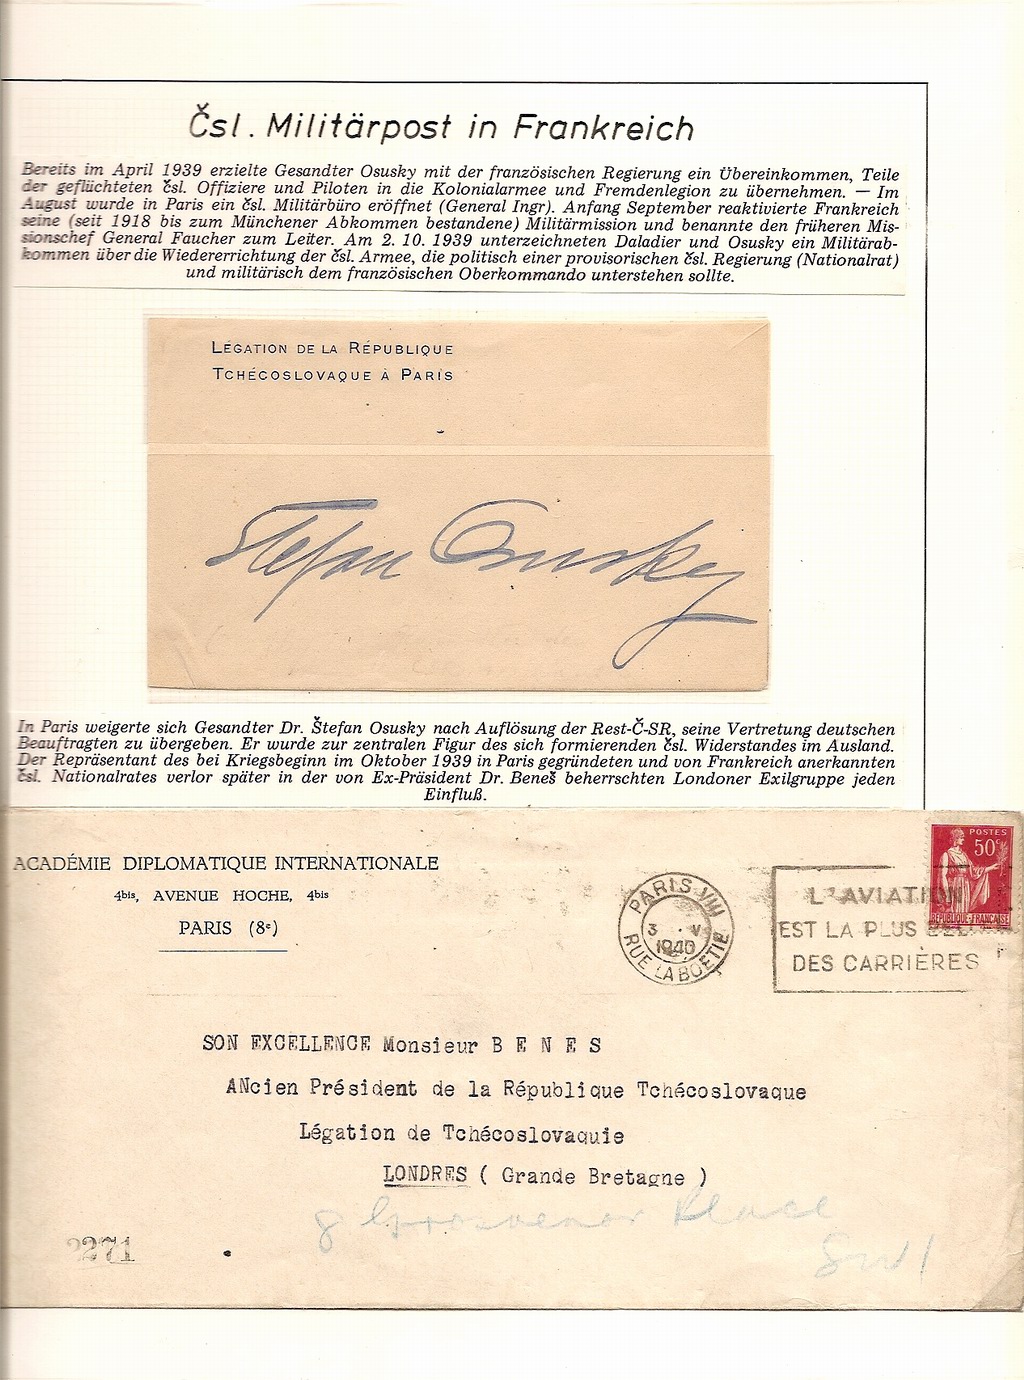 Čsl. Militärpost in Frankreich
Bereits im April 1939 erzielte Gesandter Osusky mit der französischen Regierung ein Übereinkommen, Teile
der geflüchteten čsl. Offiziere und Piloten in die Kolonialarmee und Fremdenlegion zu übernehmen. — Im
August wurde in Paris ein čsl. Militärbüro eröffnet (General Ingr). Anfang September reaktivierte Frankreich
seine (seit 1918 bis zum Münchener Abkommen bestandene) Militärmission und benannte den früheren Mis-
sionschef General Faucher zum Leiter. Am 2. 10. 1939 unterzeichneten Daladier und Osusky ein Militärab-
kommen über die Wiedererrichtung der čsl. Armee, die politisch einer provisorischen čsl. Regierung (Nationalrat)
und militärisch dem französischen Oberkommando unterstehen sollte.
LÉGATION DE LA RÉPUBLIQUE
TCHÉCOSLOVAQUE À PARIS
Stefan Osusky
In Paris weigerte sich Gesandter Dr. Štefan Osusky nach Auflösung der Rest-Č-SR, seine Vertretung deutschen
Beauftragten zu übergeben. Er wurde zur zentralen Figur des sich formierenden čsl. Widerstandes im Ausland.
Der Repräsentant des bei Kriegsbeginn im Oktober 1939 in Paris gegründeten und von Frankreich anerkannten
čsl. Nationalrates verlor später in der von Ex-Präsident Dr. Beneš beherrschten Londoner Exilgruppe jeden
Einfluß.
ACADÉMIE DIPLOMATIQUE INTERNATIONALE
4bis, AVENUE HOCHE, 4bis
PARIS (8e)
PARIS VIII
3 · V
1940
RUE LA BOETIE
L'AVIATION
EST LA PLUS
DES CARRIÈRES
POSTES
50c
RÉPUBLIQUE FRANÇAISE
SON EXCELLENCE Monsieur B E N E S
ANcien Président de la République Tchécoslovaque
Légation de Tchécoslovaquie
LONDRES ( Grande Bretagne )
8 Grosvenor Place
SW1
2271